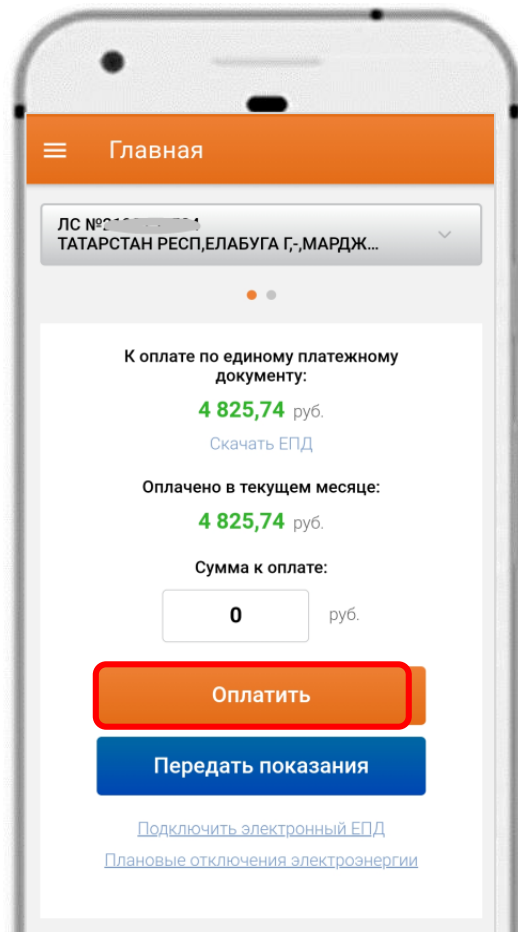 Главная
ЛС №
ТАТАРСТАН РЕСП,ЕЛАБУГА Г,-,МАРДЖ...
К оплате по единому платежному
документу:
4 825,74 руб.
Скачать ЕПД
Оплачено в текущем месяце:
4 825,74 руб.
Сумма к оплате:
0 руб.
Оплатить
Передать показания
Подключить электронный ЕПД
Плановые отключения электроэнергии